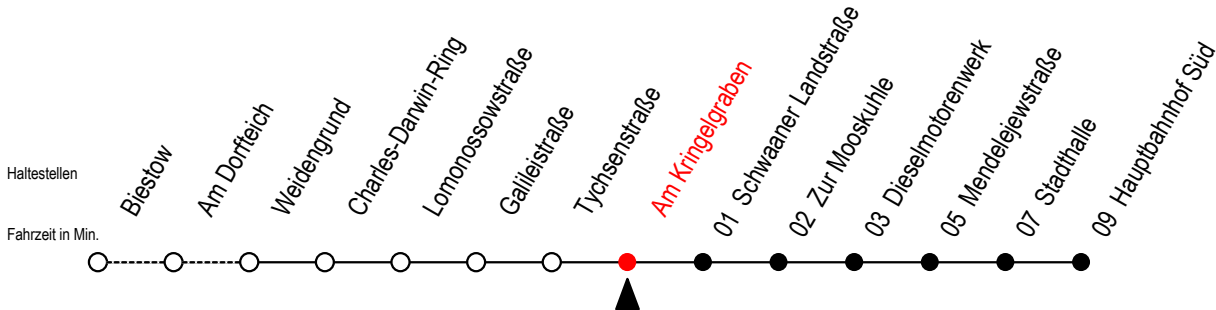 Haltestellen
Fahrzeit in Min.
Biestow
Am Dorfteich
Weidengrund
Charles-Darwin-Ring
Lomonossowstraße
Galileistraße
Tychsenstraße
Am Kringelgraben
01 Schwaaner Landstraße
02 Zur Mooskuhle
03 Dieselmotorenwerk
05 Mendelejewstraße
07 Stadthalle
09 Hauptbahnhof Süd